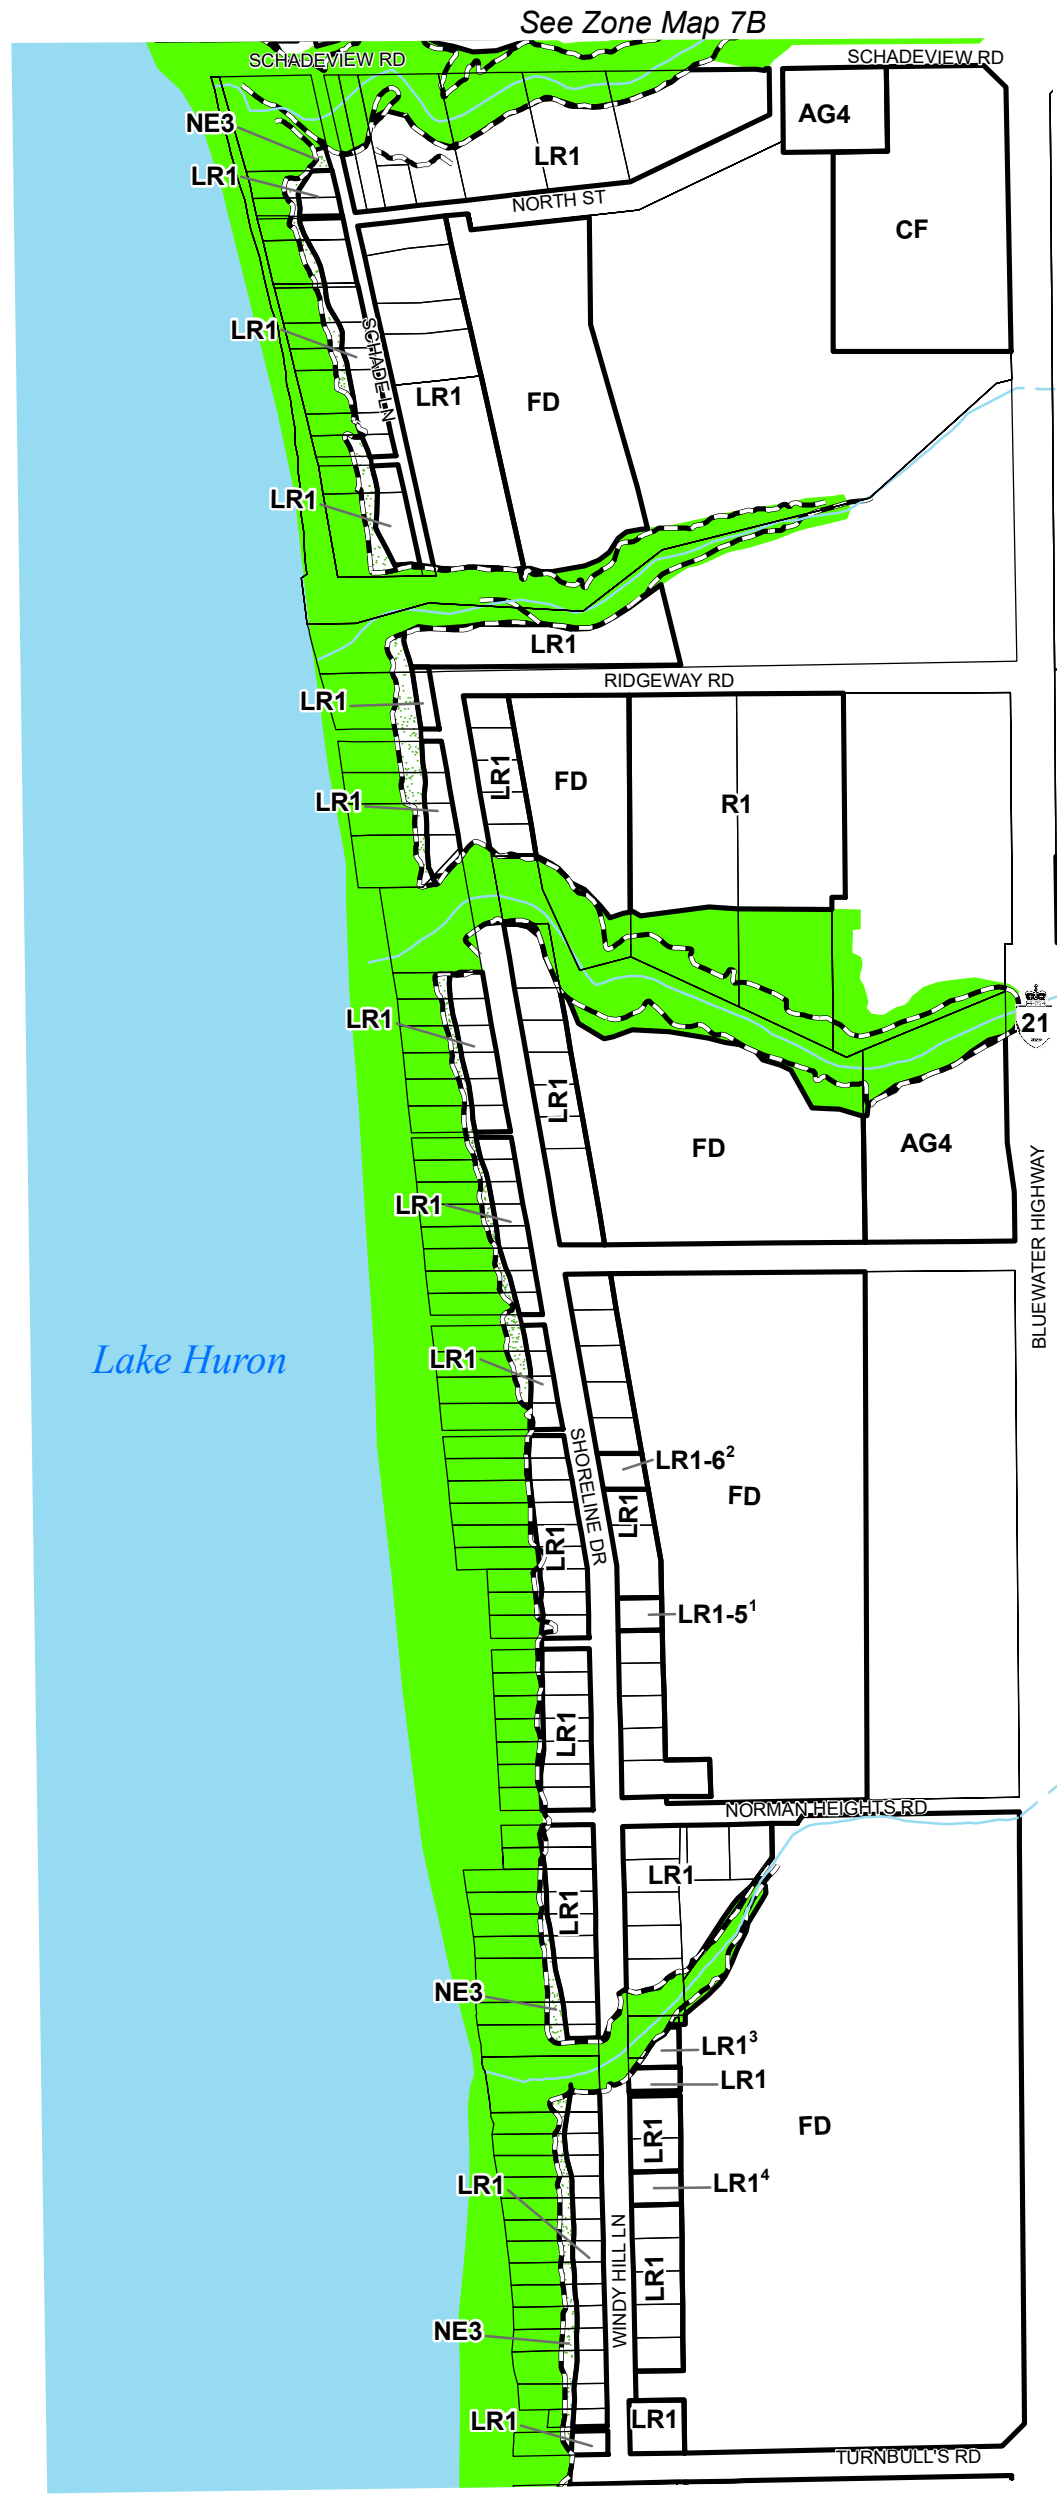 See Zone Map 7B
SCHADEVIEW RD
SCHADEVIEW RD
AG4
NE3
LR1
LR1
NORTH ST
CF
LR1
SCHADE LN
LR1
FD
LR1
LR1
RIDGEWAY RD
LR1
LR1
FD
LR1
R1
LR1
21
LR1
FD
AG4
BLUEWATER HIGHWAY
LR1
Lake Huron
LR1
SHORELINE DR
LR1-6²
FD
LR1
LR1
LR1-5¹
LR1
NORMAN HEIGHTS RD
LR1
LR1
NE3
LR1³
LR1
FD
LR1
LR1
LR1⁴
WINDY HILL LN
LR1
NE3
LR1
LR1
TURNBULL'S RD